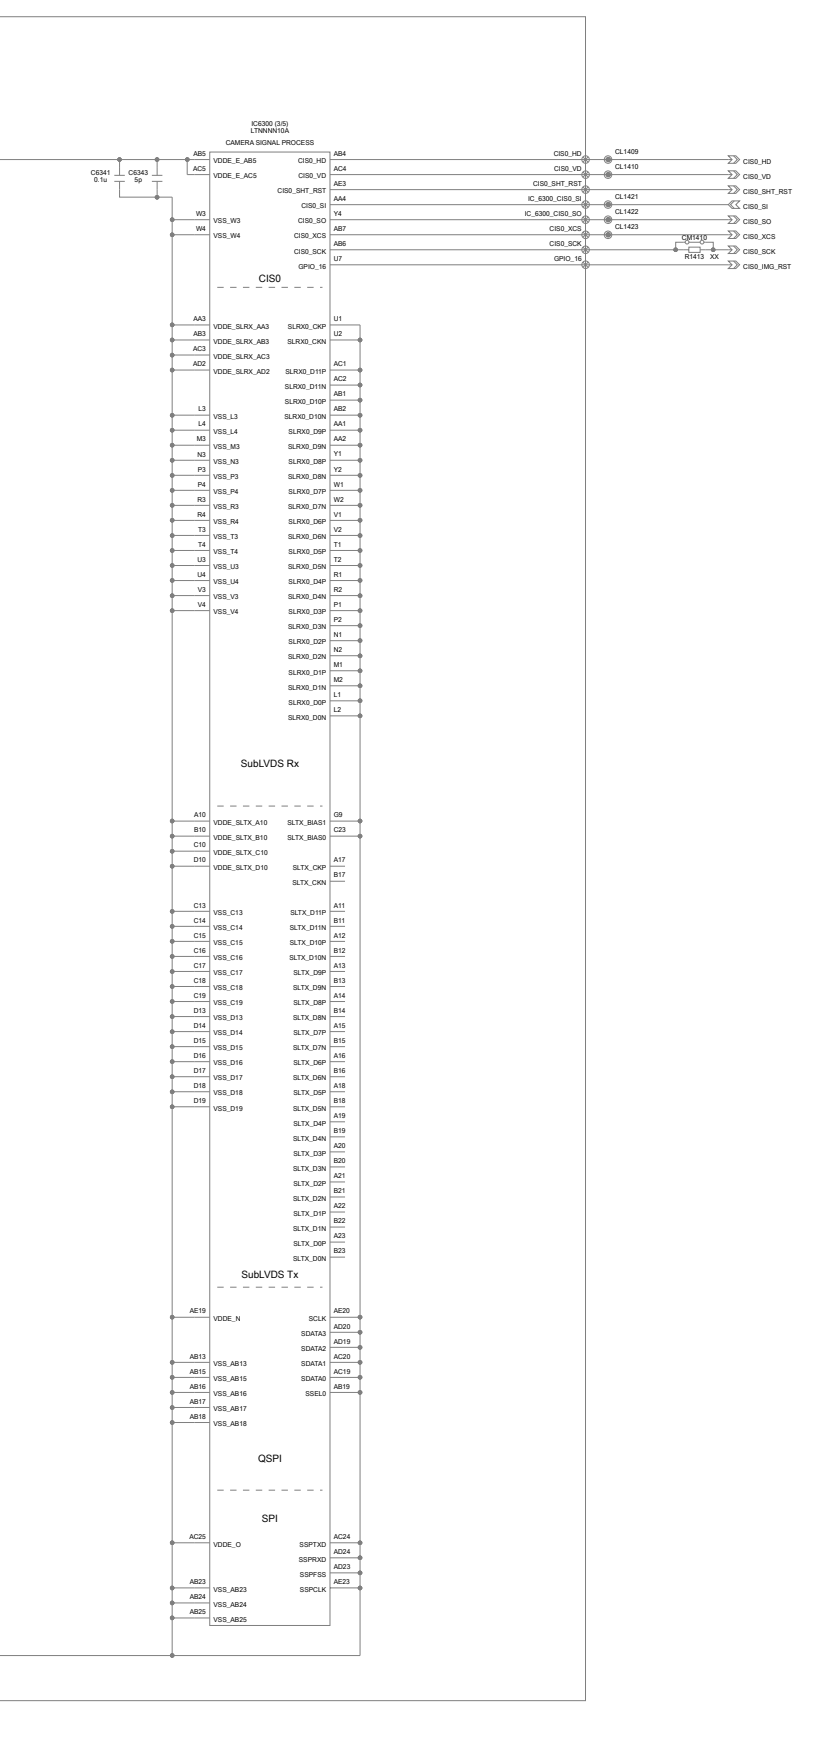 IC6300 (3/5)
LTNNNN10A
CAMERA SIGNAL PROCESS
AB5 VDDE_E_AB5 CIS0_HD AB4 CIS0_HD CL1409 CIS0_HD
AC5 VDDE_E_AC5 CIS0_VD AC4 CIS0_VD CL1410 CIS0_VD
C6341 0.1u C6343 5p
CIS0_SHT_RST AE3 CIS0_SHT_RST CIS0_SHT_RST
CIS0_SI AA4 IC_6300_CIS0_SI CL1421 CIS0_SI
W3 VSS_W3 CIS0_SO Y4 IC_6300_CIS0_SO CL1422 CIS0_SO
W4 VSS_W4 CIS0_XCS AB7 CIS0_XCS CL1423 CIS0_XCS
CIS0_SCK AB6 CIS0_SCK CM1410 R1413 XX CIS0_SCK
GPIO_16 U7 GPIO_16 CIS0_IMG_RST
CIS0
AA3 VDDE_SLRX_AA3 SLRX0_CKP U1
AB3 VDDE_SLRX_AB3 SLRX0_CKN U2
AC3 VDDE_SLRX_AC3
AD2 VDDE_SLRX_AD2 SLRX0_D11P AC1
SLRX0_D11N AC2
SLRX0_D10P AB1
L3 VSS_L3 SLRX0_D10N AB2
L4 VSS_L4 SLRX0_D9P AA1
M3 VSS_M3 SLRX0_D9N AA2
N3 VSS_N3 SLRX0_D8P Y1
P3 VSS_P3 SLRX0_D8N Y2
P4 VSS_P4 SLRX0_D7P W1
R3 VSS_R3 SLRX0_D7N W2
R4 VSS_R4 SLRX0_D6P V1
T3 VSS_T3 SLRX0_D6N V2
T4 VSS_T4 SLRX0_D5P T1
U3 VSS_U3 SLRX0_D5N T2
U4 VSS_U4 SLRX0_D4P R1
V3 VSS_V3 SLRX0_D4N R2
V4 VSS_V4 SLRX0_D3P P1
SLRX0_D3N P2
SLRX0_D2P N1
SLRX0_D2N N2
SLRX0_D1P M1
SLRX0_D1N M2
SLRX0_D0P L1
SLRX0_D0N L2
SubLVDS Rx
A10 VDDE_SLTX_A10 SLTX_BIAS1 G9
B10 VDDE_SLTX_B10 SLTX_BIAS0 C23
C10 VDDE_SLTX_C10
D10 VDDE_SLTX_D10 SLTX_CKP A17
SLTX_CKN B17
C13 VSS_C13 SLTX_D11P A11
C14 VSS_C14 SLTX_D11N B11
C15 VSS_C15 SLTX_D10P A12
C16 VSS_C16 SLTX_D10N B12
C17 VSS_C17 SLTX_D9P A13
C18 VSS_C18 SLTX_D9N B13
C19 VSS_C19 SLTX_D8P A14
D13 VSS_D13 SLTX_D8N B14
D14 VSS_D14 SLTX_D7P A15
D15 VSS_D15 SLTX_D7N B15
D16 VSS_D16 SLTX_D6P A16
D17 VSS_D17 SLTX_D6N B16
D18 VSS_D18 SLTX_D5P A18
D19 VSS_D19 SLTX_D5N B18
SLTX_D4P A19
SLTX_D4N B19
SLTX_D3P A20
SLTX_D3N B20
SLTX_D2P A21
SLTX_D2N B21
SLTX_D1P A22
SLTX_D1N B22
SLTX_D0P A23
SLTX_D0N B23
SubLVDS Tx
AE19 VDDE_N SCLK AE20
SDATA3 AD20
SDATA2 AD19
AB13 VSS_AB13 SDATA1 AC20
AB15 VSS_AB15 SDATA0 AC19
AB16 VSS_AB16 SSEL0 AB19
AB17 VSS_AB17
AB18 VSS_AB18
QSPI
SPI
AC25 VDDE_O SSPTXD AC24
SSPRXD AD24
SSPFSS AD23
AB23 VSS_AB23 SSPCLK AE23
AB24 VSS_AB24
AB25 VSS_AB25